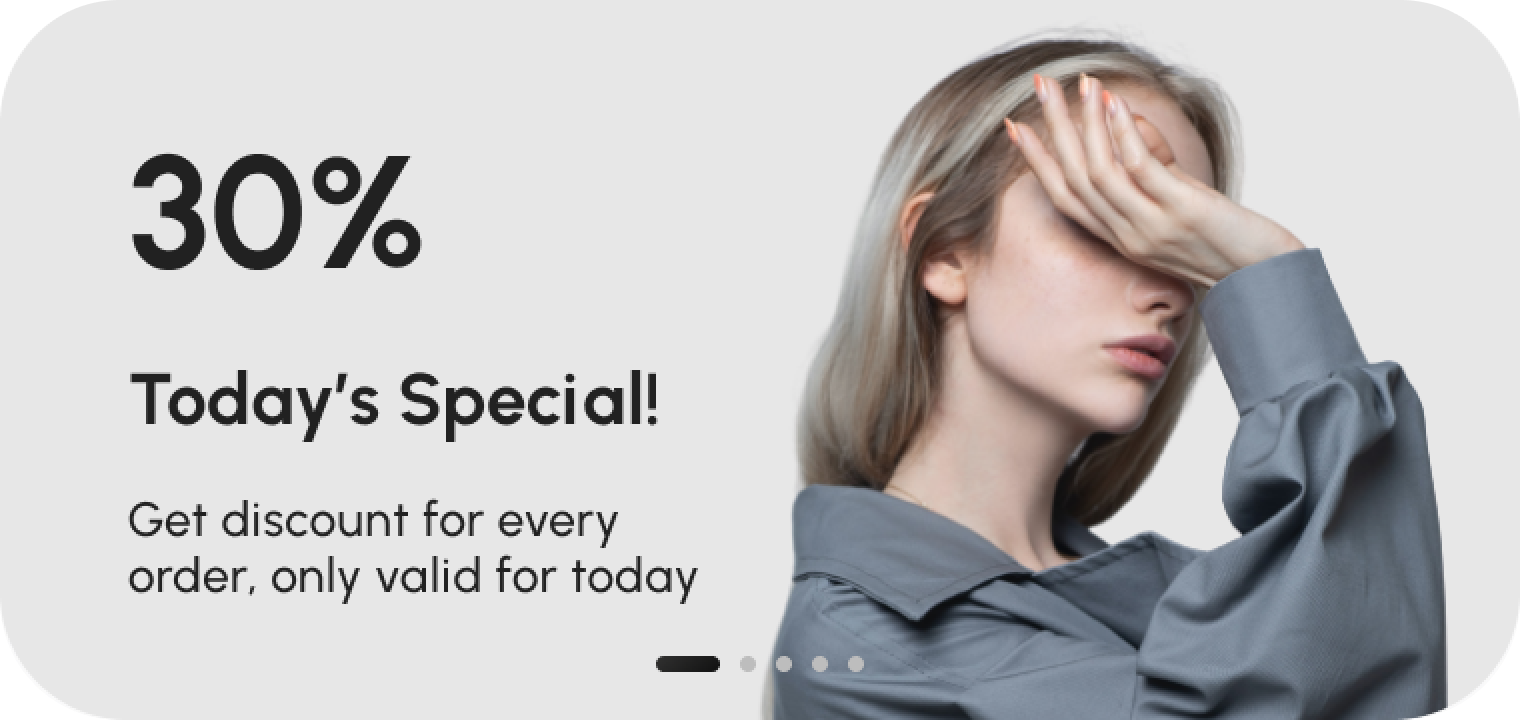 30%
Today’s Special!
Get discount for every
order, only valid for today